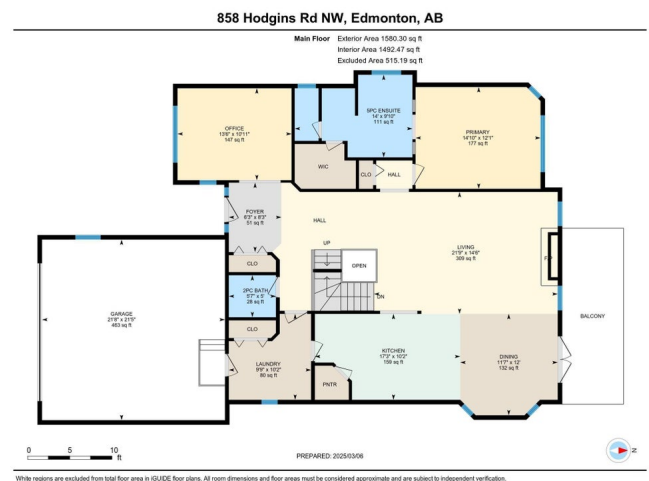 858 Hodgins Rd NW, Edmonton, AB
Main Floor Exterior Area 1580.30 sq ft
Interior Area 1492.47 sq ft
Excluded Area 515.19 sq ft
OFFICE
13'6" x 10'11"
147 sq ft
5PC ENSUITE
14' x 9'10"
111 sq ft
PRIMARY
14'10" x 12'1"
177 sq ft
WIC
CLO
HALL
FOYER
6'3" x 8'3"
51 sq ft
HALL
CLO
UP
OPEN
DN
LIVING
21'9" x 14'6"
309 sq ft
GARAGE
21'8" x 21'5"
463 sq ft
2PC BATH
5'7" x 5'
28 sq ft
CLO
LAUNDRY
9'9" x 10'2"
80 sq ft
PNTR
KITCHEN
17'3" x 10'2"
159 sq ft
DINING
11'7" x 12'
132 sq ft
BALCONY
0 5 10
ft
PREPARED: 2025/03/06
N
White regions are excluded from total floor area in iGUIDE floor plans. All room dimensions and floor areas must be considered approximate and are subject to independent verification.